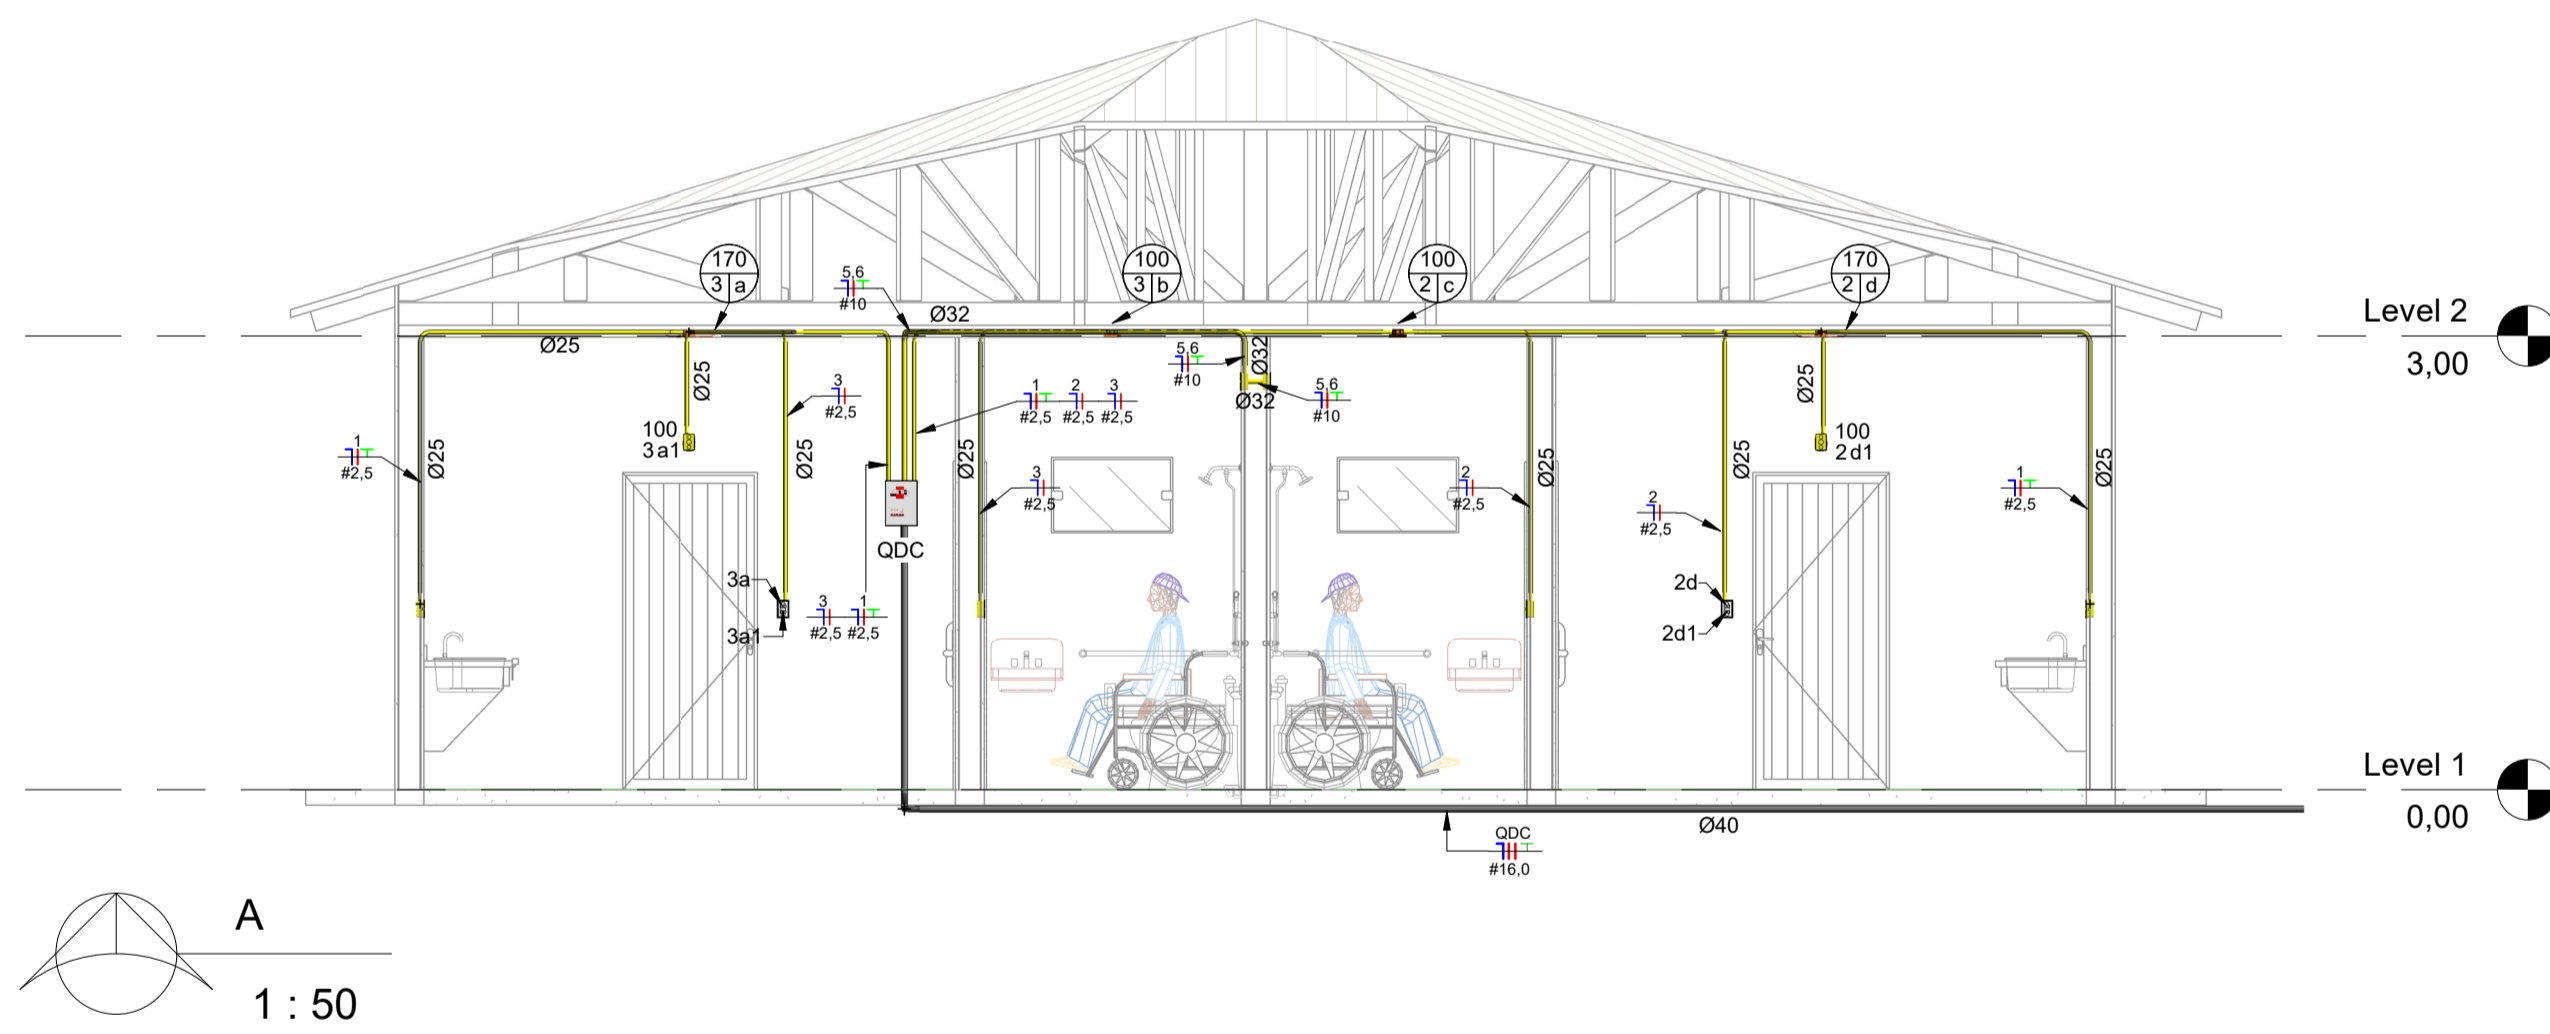 170
3 a
100
3 b
100
2 c
170
2 d
5,6
#10
Ø32
Level 2
3,00
Ø25
Ø25
5,6
#10
Ø32
Ø32
5,6
#10
Ø25
3
#2,5
1
#2,5
2
#2,5
3
#2,5
100
3a1
100
2d1
1
#2,5
Ø25
Ø25
Ø25
3
#2,5
2
#2,5
Ø25
Ø25
2
#2,5
1
#2,5
Ø25
QDC
3a
3a1
3
#2,5
1
#2,5
2d
2d1
Level 1
0,00
Ø40
QDC
#16,0
A
1 : 50